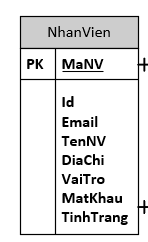 NhanVien
PK MaNV
Id
Email
TenNV
DiaChi
VaiTro
MatKhau
TinhTrang